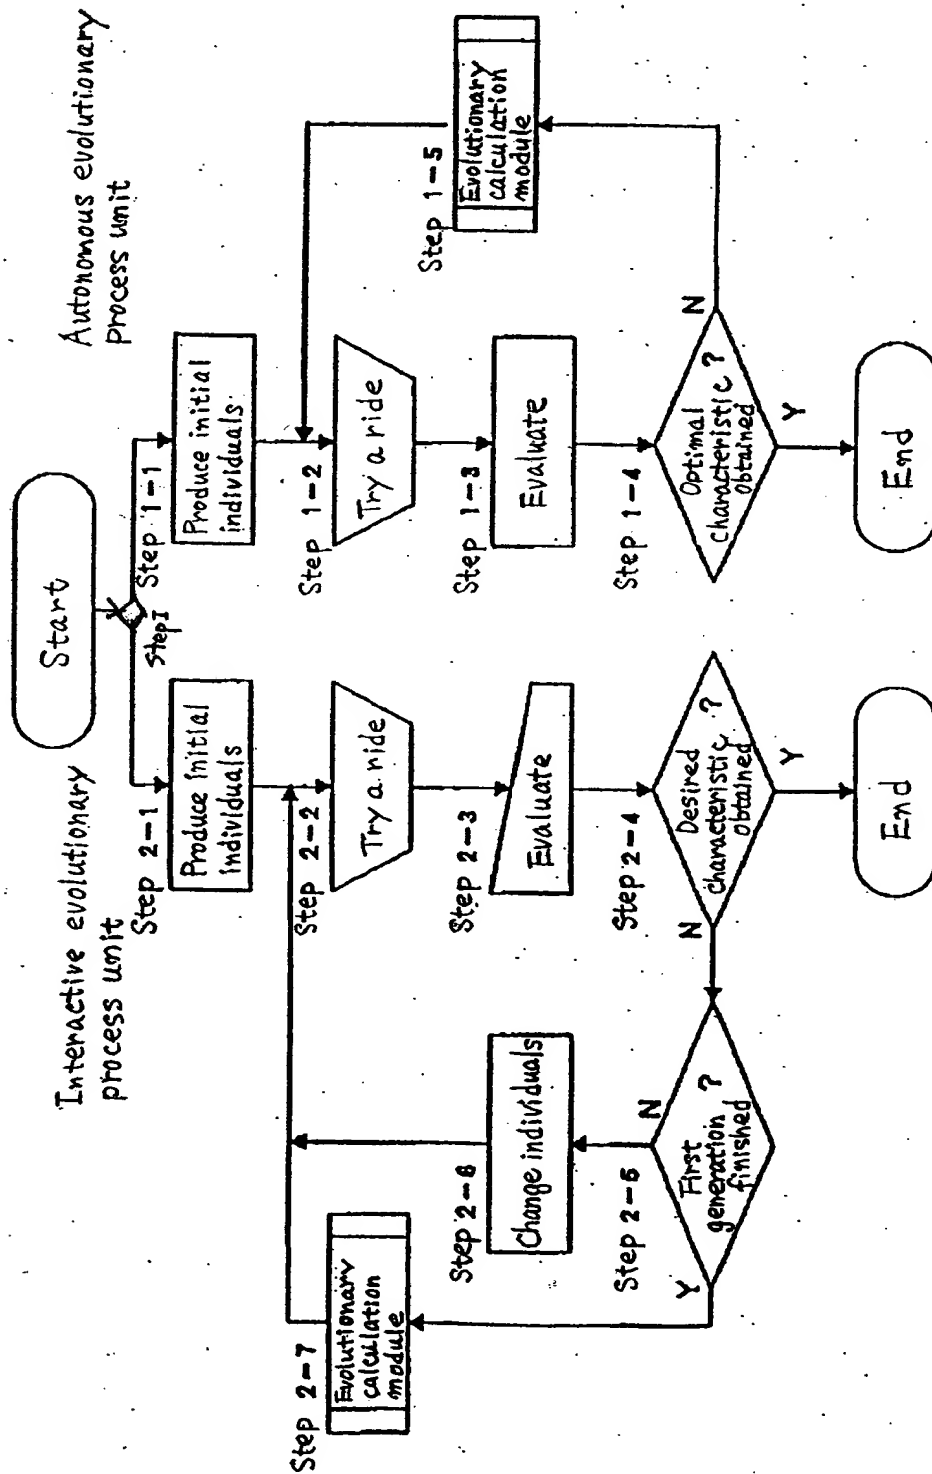 Start
Step I
Interactive evolutionary
process unit
Step 2-1
Produce initial
individuals
Step 2-2
Try a ride
Step 2-3
Evaluate
Step 2-4
Desired
characteristic ?
obtained
Y
N
End
First
generation ?
finished
Step 2-5
N
Y
Change individuals
Step 2-6
Step 2-7
Evolutionary
calculation
module
Autonomous evolutionary
process unit
Step 1-1
Produce initial
individuals
Step 1-2
Try a ride
Step 1-3
Evaluate
Step 1-4
Optimal
characteristic ?
obtained
Y
N
End
Step 1-5
Evolutionary
calculation
module